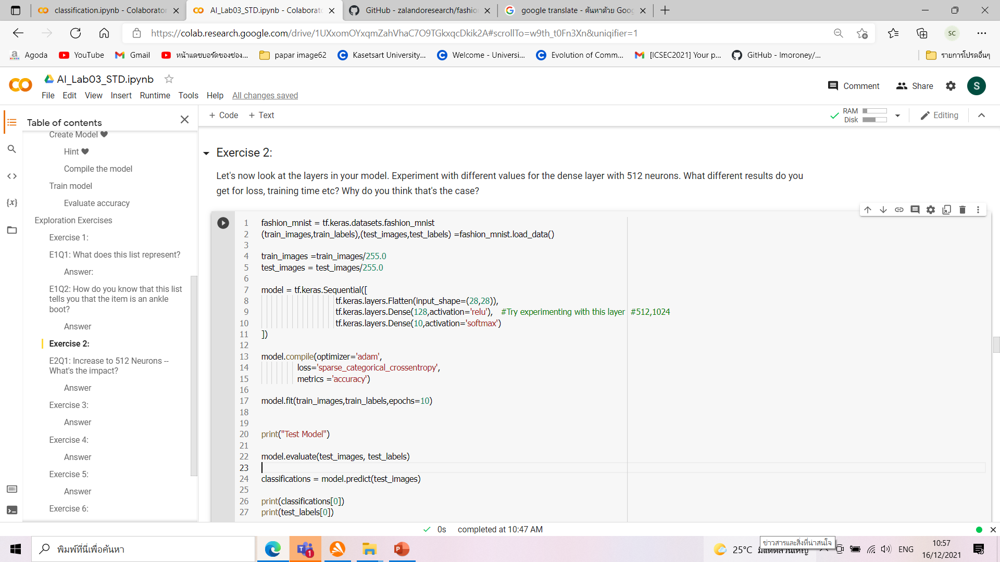 classification.ipynb - Colaborator
AI_Lab03_STD.ipynb - Colaborato
GitHub - zalandoresearch/fashio
google translate - ค้นหาด้วย Goog
https://colab.research.google.com/drive/1UXxomOYxqmZahVhaC7O9TGkxqcDkik2A#scrollTo=w9th_t0Fn3Xn&uniqifier=1
SC
Agoda
YouTube
Gmail
หน้าแดชบอร์ดของช่อง...
papar image62
Kasetsart University...
Welcome - Universi...
Evolution of Comm...
[ICSEC2021] Your p...
GitHub - lmoroney/...
รายการโปรดอื่นๆ
AI_Lab03_STD.ipynb
Comment
Share
S
File Edit View Insert Runtime Tools Help All changes saved
Table of contents
+ Code + Text
RAM
Disk
Editing
Create Model ♥
Hint ♥
Compile the model
Train model
Evaluate accuracy
Exploration Exercises
Exercise 1:
E1Q1: What does this list represent?
Answer:
E1Q2: How do you know that this list
tells you that the item is an ankle
boot?
Answer
Exercise 2:
E2Q1: Increase to 512 Neurons --
What's the impact?
Answer
Exercise 3:
Answer
Exercise 4:
Answer
Exercise 5:
Answer
Exercise 6:
Exercise 2:
Let's now look at the layers in your model. Experiment with different values for the dense layer with 512 neurons. What different results do you
get for loss, training time etc? Why do you think that's the case?
1 fashion_mnist = tf.keras.datasets.fashion_mnist
2 (train_images,train_labels),(test_images,test_labels) =fashion_mnist.load_data()
3
4 train_images =train_images/255.0
5 test_images = test_images/255.0
6
7 model = tf.keras.Sequential([
8 tf.keras.layers.Flatten(input_shape=(28,28)),
9 tf.keras.layers.Dense(128,activation='relu'), #Try experimenting with this layer #512,1024
10 tf.keras.layers.Dense(10,activation='softmax')
11 ])
12
13 model.compile(optimizer='adam',
14 loss='sparse_categorical_crossentropy',
15 metrics ='accuracy')
16
17 model.fit(train_images,train_labels,epochs=10)
18
19
20 print("Test Model")
21
22 model.evaluate(test_images, test_labels)
23
24 classifications = model.predict(test_images)
25
26 print(classifications[0])
27 print(test_labels[0])
0s completed at 10:47 AM
พิมพ์ที่นี่เพื่อค้นหา
1
25°C
ข่าวสารและสิ่งที่น่าสนใจ
ENG
10:57
16/12/2021